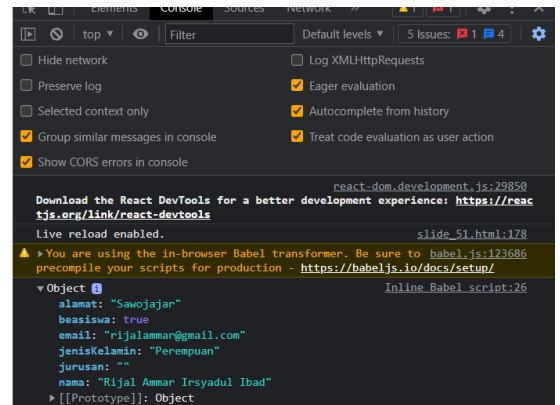 Elements Console Sources Network » 1 1
top ▼ Filter Default levels ▼ 5 Issues: 1 4
Hide network Log XMLHttpRequests
Preserve log Eager evaluation
Selected context only Autocomplete from history
Group similar messages in console Treat code evaluation as user action
Show CORS errors in console
react-dom.development.js:29850
Download the React DevTools for a better development experience: https://reac
tjs.org/link/react-devtools
Live reload enabled. slide_51.html:178
▶You are using the in-browser Babel transformer. Be sure to babel.js:123686
precompile your scripts for production - https://babeljs.io/docs/setup/
▼Object i Inline Babel script:26
alamat: "Sawojajar"
beasiswa: true
email: "rijalammar@gmail.com"
jenisKelamin: "Perempuan"
jurusan: ""
nama: "Rijal Ammar Irsyadul Ibad"
▶[[Prototype]]: Object